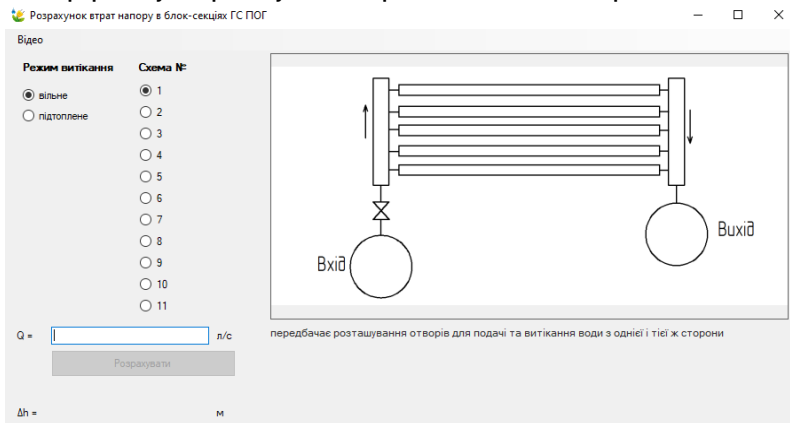 Розрахунок втрат напору в блок-секціях ГС ПОГ
Відео
Режим витікання
Схема №
вільне
підтоплене
1
2
3
4
5
6
7
8
9
10
11
Вхід
Вихід
Q =
л/с
передбачає розташування отворів для подачі та витікання води з однієї і тієї ж сторони
Розрахувати
Δh =
м